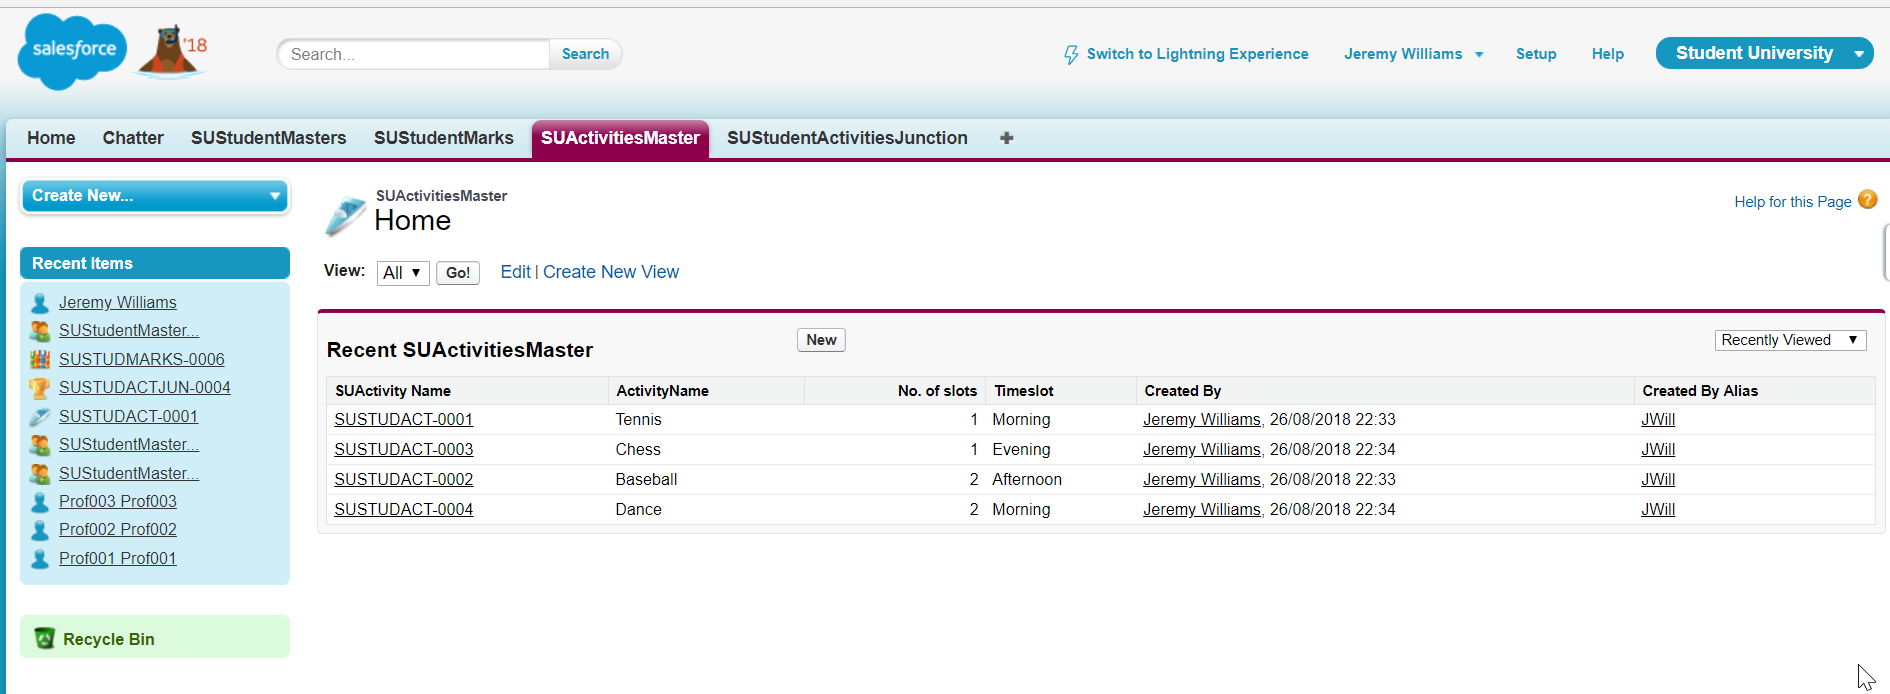 salesforce '18 Search... Search Switch to Lightning Experience Jeremy Williams Setup Help Student University
Home Chatter SUStudentMasters SUStudentMarks SUActivitiesMaster SUStudentActivitiesJunction
Create New...
Recent Items
Jeremy Williams
SUStudentMaster...
SUSTUDMARKS-0006
SUSTUDACTJUN-0004
SUSTUDACT-0001
SUStudentMaster...
SUStudentMaster...
Prof003 Prof003
Prof002 Prof002
Prof001 Prof001
Recycle Bin
SUActivitiesMaster
Home
Help for this Page ?
View: All Go! Edit | Create New View
Recent SUActivitiesMaster New Recently Viewed
SUActivity Name ActivityName No. of slots Timeslot Created By Created By Alias
SUSTUDACT-0001 Tennis 1 Morning Jeremy Williams, 26/08/2018 22:33 JWill
SUSTUDACT-0003 Chess 1 Evening Jeremy Williams, 26/08/2018 22:34 JWill
SUSTUDACT-0002 Baseball 2 Afternoon Jeremy Williams, 26/08/2018 22:33 JWill
SUSTUDACT-0004 Dance 2 Morning Jeremy Williams, 26/08/2018 22:34 JWill